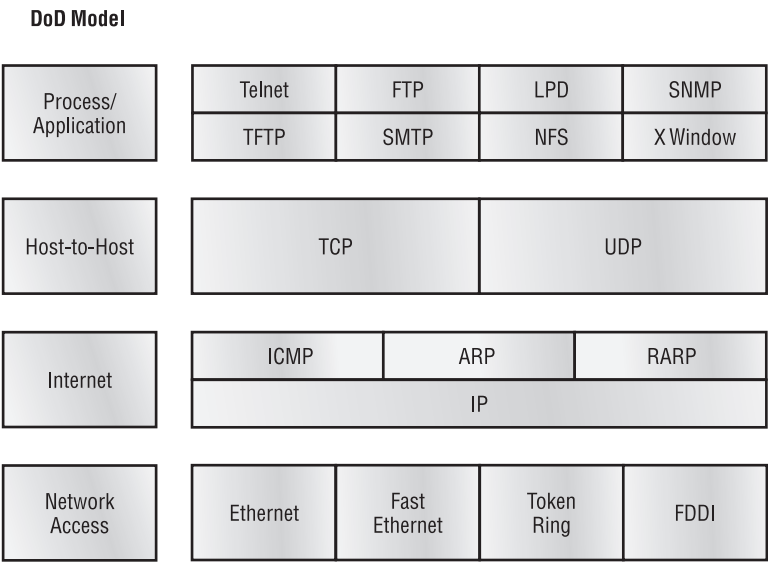 DoD Model
Process/
Application
Telnet
FTP
LPD
SNMP
TFTP
SMTP
NFS
X Window
Host-to-Host
TCP
UDP
Internet
ICMP
ARP
RARP
IP
Network
Access
Ethernet
Fast
Ethernet
Token
Ring
FDDI